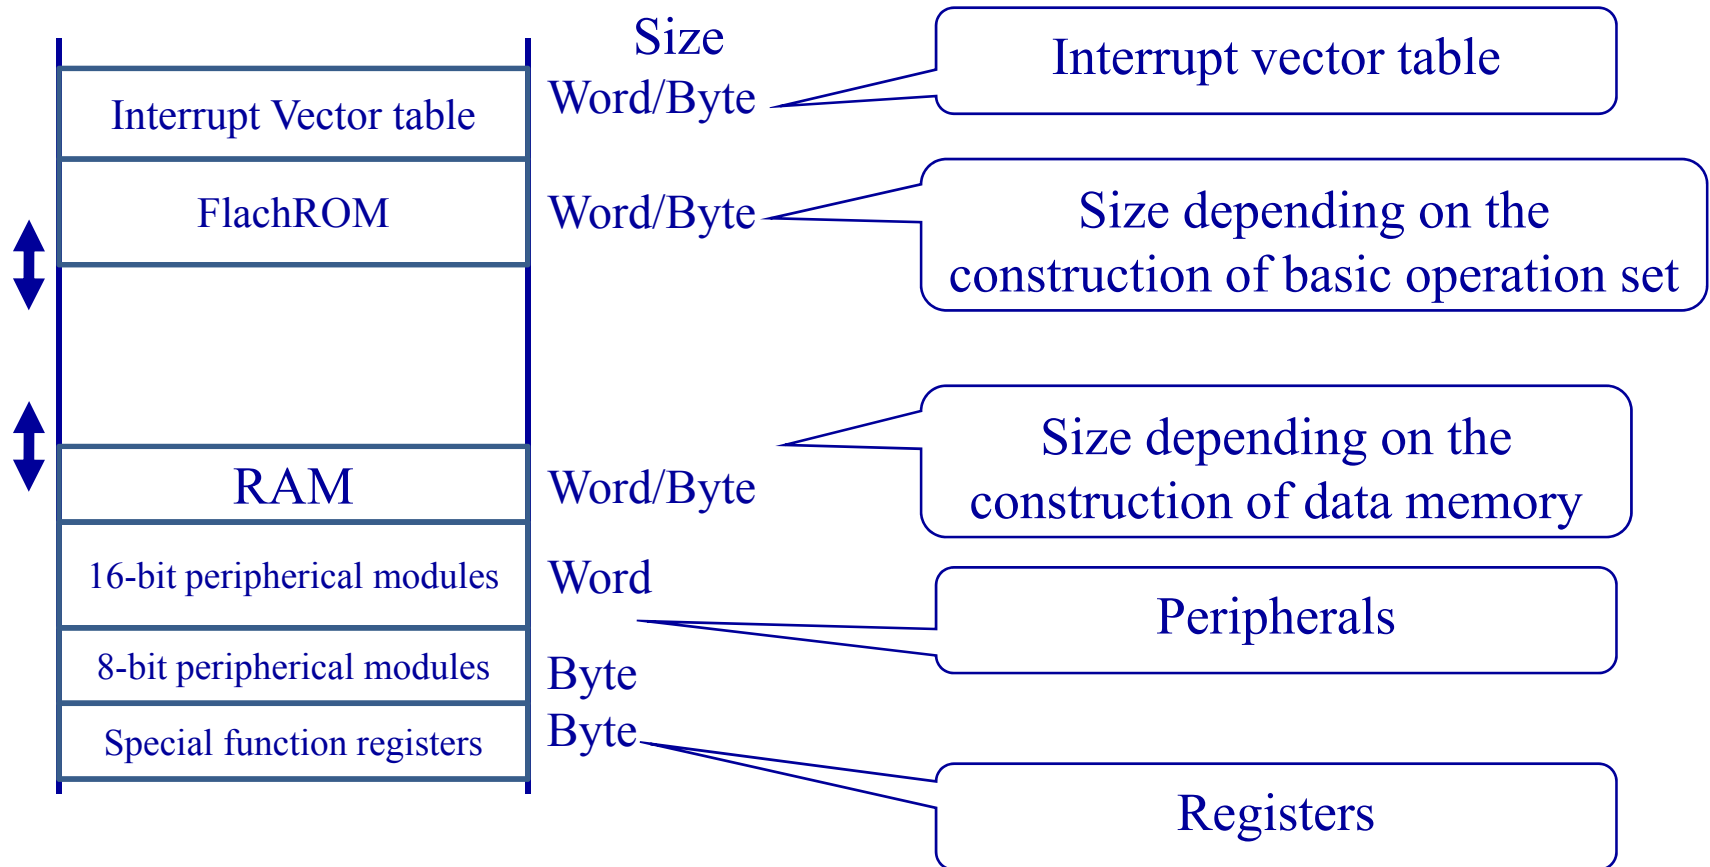 Size
Interrupt Vector table
Word/Byte
Interrupt vector table
FlachROM
Word/Byte
Size depending on the
construction of basic operation set
RAM
Word/Byte
Size depending on the
construction of data memory
16-bit peripherical modules
Word
Peripherals
8-bit peripherical modules
Byte
Special function registers
Byte
Registers